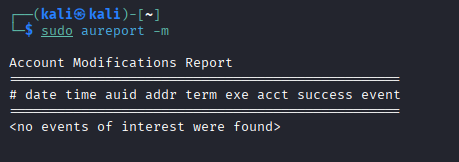 ┌──(kali㉿kali)-[~]
└─$ sudo aureport -m
Account Modifications Report
=================================================
# date time auid addr term exe acct success event
=================================================
<no events of interest were found>